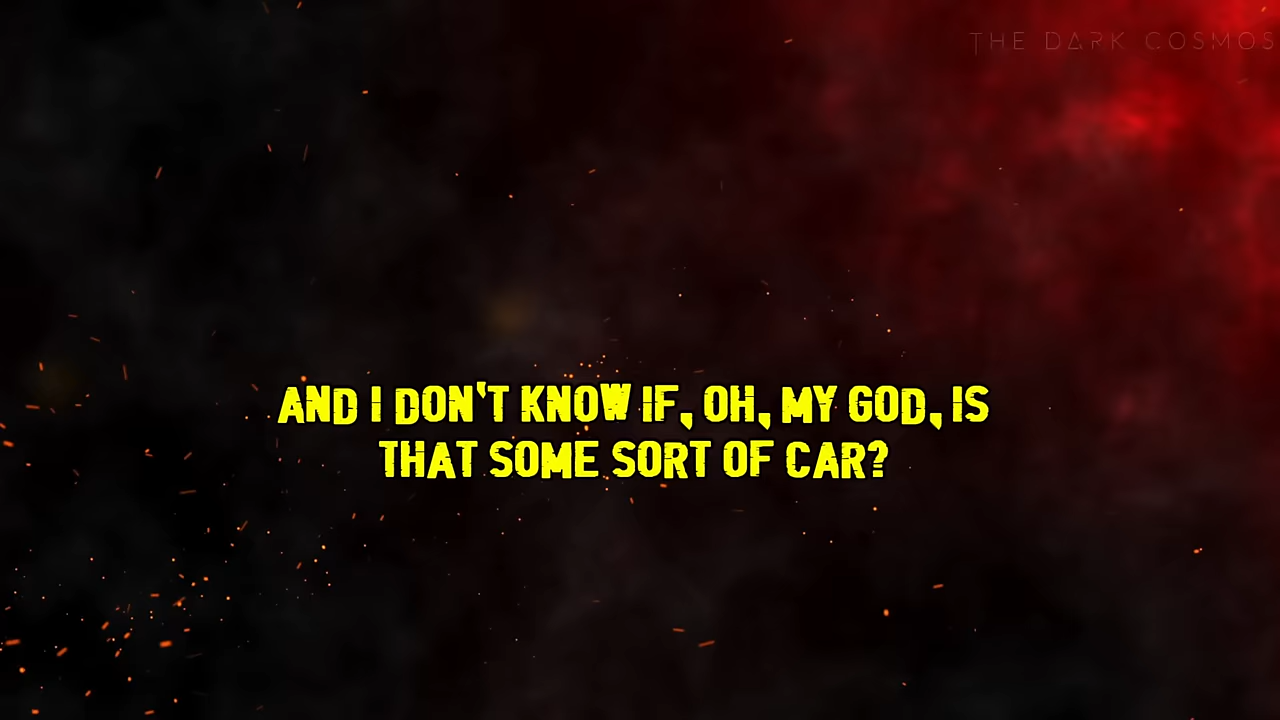 THE DARK COSMOS
AND I DON'T KNOW IF, OH, MY GOD, IS
THAT SOME SORT OF CAR?